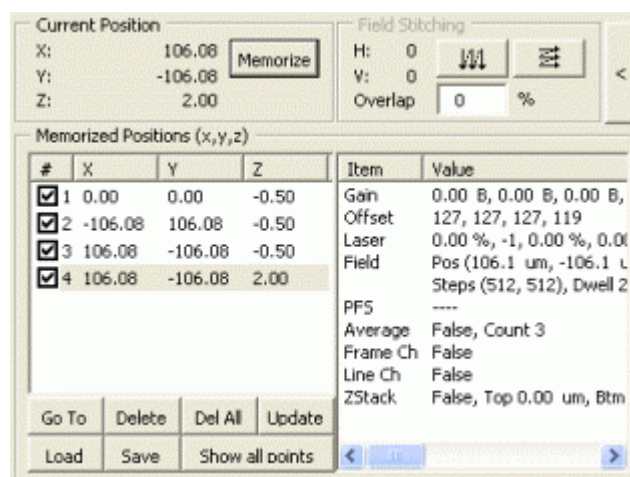 Current Position
X: 106.08
Y: -106.08
Z: 2.00
Memorize
Field Stitching
H: 0
V: 0
Overlap 0 %
<
Memorized Positions (x,y,z)
# X Y Z
1 0.00 0.00 -0.50
2 -106.08 106.08 -0.50
3 106.08 -106.08 -0.50
4 106.08 -106.08 2.00
Go To Delete Del All Update
Load Save Show all points
Item Value
Gain 0.00 B, 0.00 B, 0.00 B,
Offset 127, 127, 127, 119
Laser 0.00 %, -1, 0.00 %, 0.00
Field Pos (106.1 um, -106.1 u
Steps (512, 512), Dwell 2
PFS ----
Average False, Count 3
Frame Ch False
Line Ch False
ZStack False, Top 0.00 um, Btm